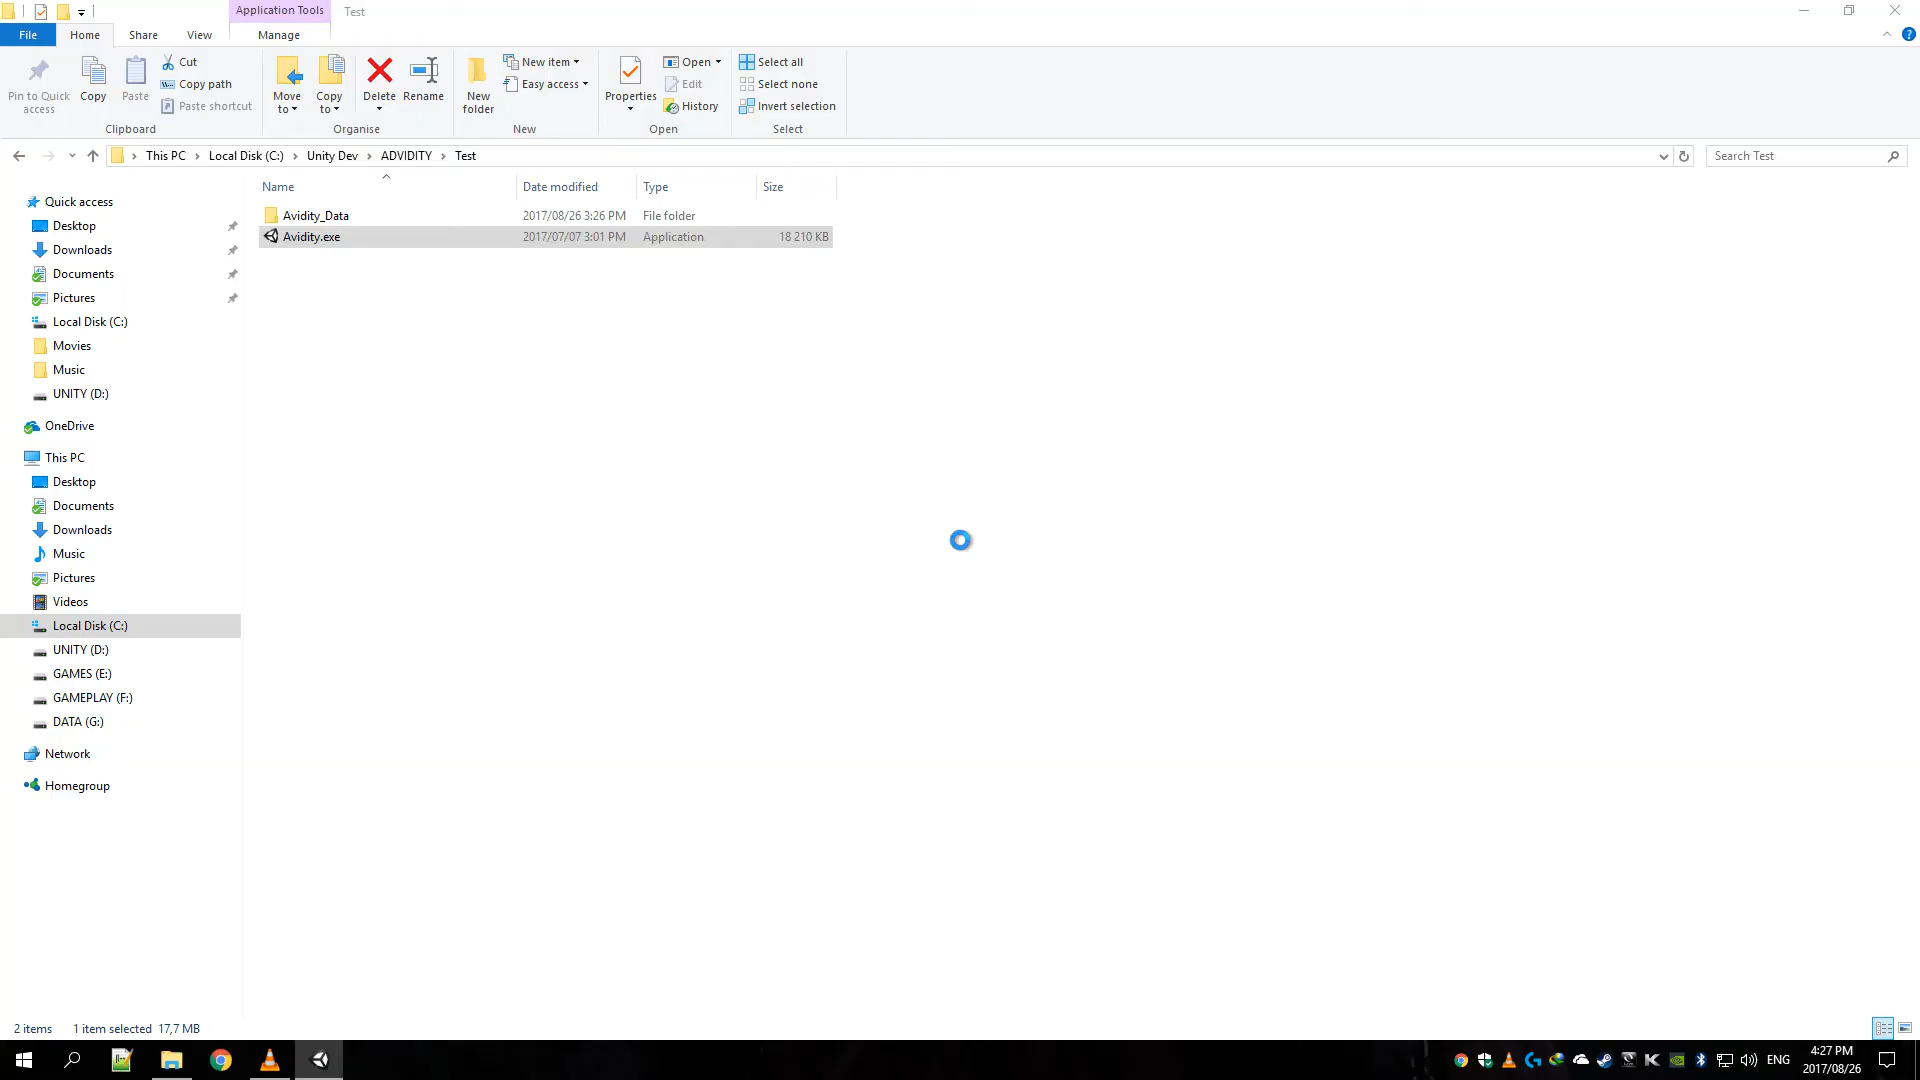 Application Tools
Test
File
Home
Share
View
Manage
Pin to Quick access
Copy
Paste
Cut
Copy path
Paste shortcut
Clipboard
Move to
Copy to
Delete
Rename
Organise
New folder
New item
Easy access
New
Properties
Open
Edit
History
Open
Select all
Select none
Invert selection
Select
This PC
Local Disk (C:)
Unity Dev
ADVIDITY
Test
Search Test
Name
Date modified
Type
Size
Avidity_Data 2017/08/26 3:26 PM File folder
Avidity.exe 2017/07/07 3:01 PM Application 18 210 KB
Quick access
Desktop
Downloads
Documents
Pictures
Local Disk (C:)
Movies
Music
UNITY (D:)
OneDrive
This PC
Desktop
Documents
Downloads
Music
Pictures
Videos
Local Disk (C:)
UNITY (D:)
GAMES (E:)
GAMEPLAY (F:)
DATA (G:)
Network
Homegroup
2 items
1 item selected 17,7 MB
ENG
4:27 PM
2017/08/26